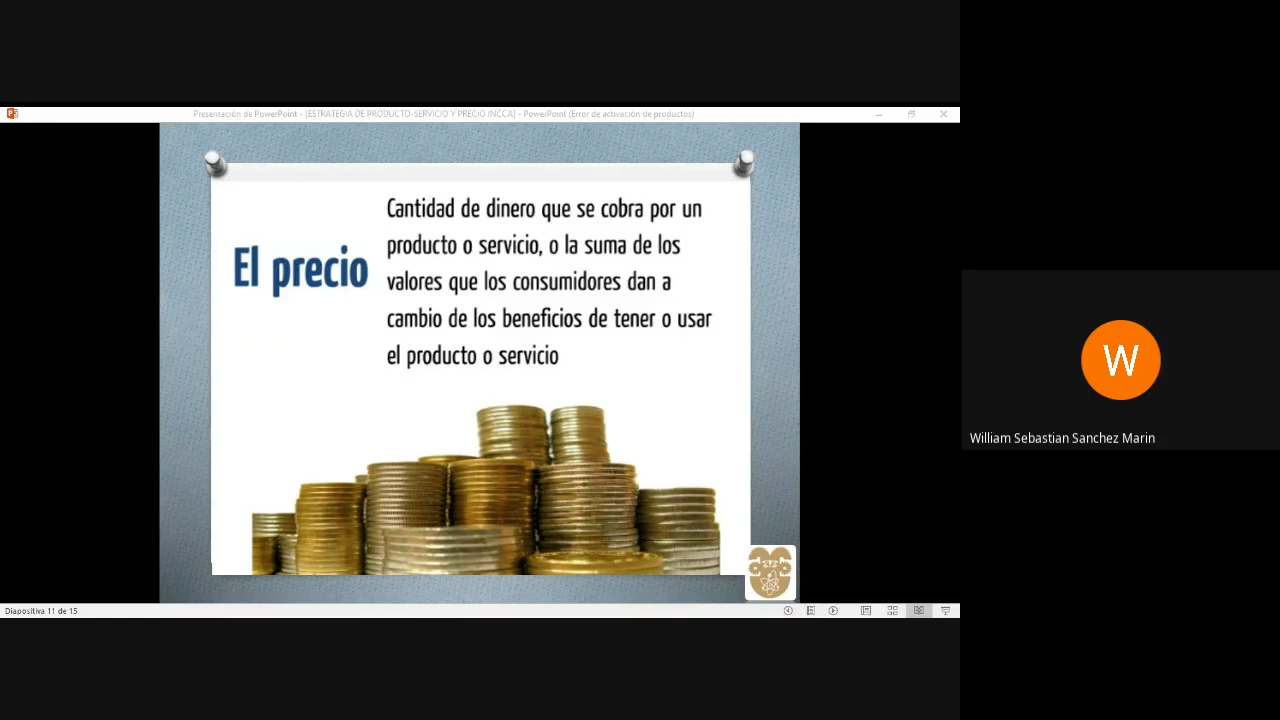 Presentación de PowerPoint - [ESTRATEGIA DE PRODUCTO-SERVICIO Y PRECIO INCCA] - PowerPoint (Error de activación de productos)
El precio
Cantidad de dinero que se cobra por un
producto o servicio, o la suma de los
valores que los consumidores dan a
cambio de los beneficios de tener o usar
el producto o servicio
W
William Sebastian Sanchez Marin
Diapositiva 11 de 15